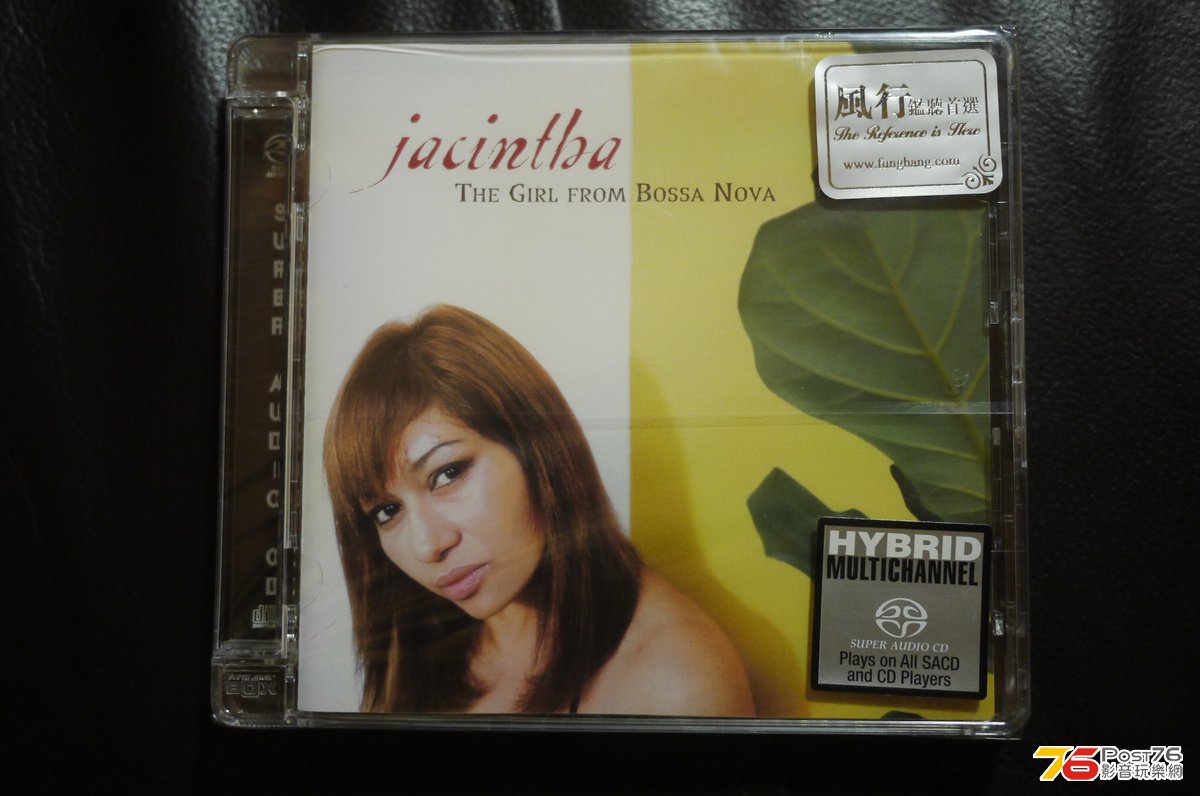 jacintha
THE GIRL FROM BOSSA NOVA
風行鑑聽首選
The Reference is Here
www.funghang.com
SUPER AUDIO CD
HYBRID
MULTICHANNEL
SUPER AUDIO CD
Plays on All SACD
and CD Players
BOX
76 POST76
影音玩樂網